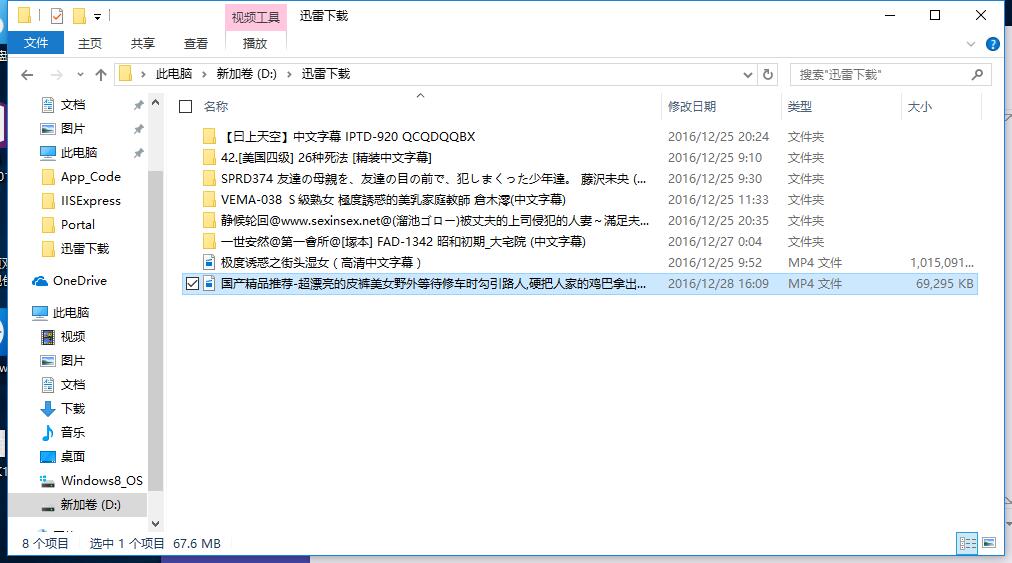 视频工具 迅雷下载
文件 主页 共享 查看 播放
此电脑 > 新加卷 (D:) > 迅雷下载
搜索"迅雷下载"
名称 修改日期 类型 大小
【日上天空】中文字幕 IPTD-920 QCQDQQBX 2016/12/25 20:24 文件夹
42.[美国四级] 26种死法 [精装中文字幕] 2016/12/25 9:10 文件夹
SPRD374 友達の母親を、友達の目の前で、犯しまくった少年達。 藤沢未央 (... 2016/12/25 9:30 文件夹
VEMA-038 Ｓ級熟女 極度誘惑的美乳家庭教師 倉木澪(中文字幕) 2016/12/25 11:33 文件夹
静候轮回@www.sexinsex.net@(溜池ゴロー)被丈夫的上司侵犯的人妻～滿足夫... 2016/12/25 20:35 文件夹
一世安然@第一會所@[塚本] FAD-1342 昭和初期_大宅院 (中文字幕) 2016/12/27 0:04 文件夹
极度诱惑之街头湿女（高清中文字幕） 2016/12/25 9:52 MP4 文件 1,015,091...
国产精品推荐-超漂亮的皮裤美女野外等待修车时勾引路人,硬把人家的鸡巴拿出... 2016/12/28 16:09 MP4 文件 69,295 KB
文档
图片
此电脑
App_Code
IISExpress
Portal
迅雷下载
OneDrive
此电脑
视频
图片
文档
下载
音乐
桌面
Windows8_OS
新加卷 (D:)
8 个项目 选中 1 个项目 67.6 MB